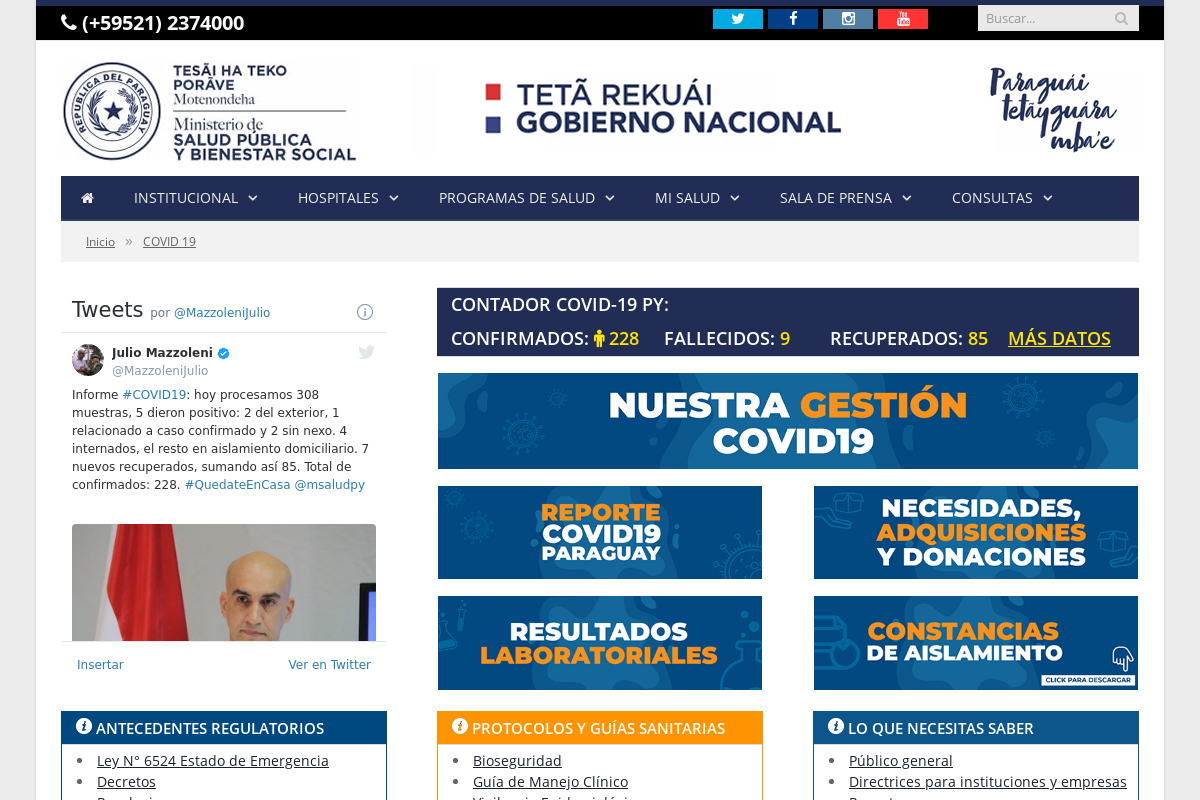 (+59521) 2374000
Buscar...
REPUBLICA DEL PARAGUAY
TESÃI HA TEKO
PORÃVE
Motenondeha
Ministerio de
SALUD PÚBLICA
Y BIENESTAR SOCIAL
TETÃ REKUÁI
GOBIERNO NACIONAL
Paraguái
tetãyguára
mba'e
INSTITUCIONAL
HOSPITALES
PROGRAMAS DE SALUD
MI SALUD
SALA DE PRENSA
CONSULTAS
Inicio » COVID 19
Tweets por @MazzoleniJulio
Julio Mazzoleni
@MazzoleniJulio
Informe #COVID19: hoy procesamos 308
muestras, 5 dieron positivo: 2 del exterior, 1
relacionado a caso confirmado y 2 sin nexo. 4
internados, el resto en aislamiento domiciliario. 7
nuevos recuperados, sumando así 85. Total de
confirmados: 228. #QuedateEnCasa @msaludpy
Insertar
Ver en Twitter
CONTADOR COVID-19 PY:
CONFIRMADOS: 228 FALLECIDOS: 9 RECUPERADOS: 85 MÁS DATOS
NUESTRA GESTIÓN
COVID19
REPORTE
COVID19
PARAGUAY
NECESIDADES,
ADQUISICIONES
Y DONACIONES
RESULTADOS
LABORATORIALES
CONSTANCIAS
DE AISLAMIENTO
CLICK PARA DESCARGAR
ANTECEDENTES REGULATORIOS
Ley N° 6524 Estado de Emergencia
Decretos
PROTOCOLOS Y GUÍAS SANITARIAS
Bioseguridad
Guía de Manejo Clínico
LO QUE NECESITAS SABER
Público general
Directrices para instituciones y empresas